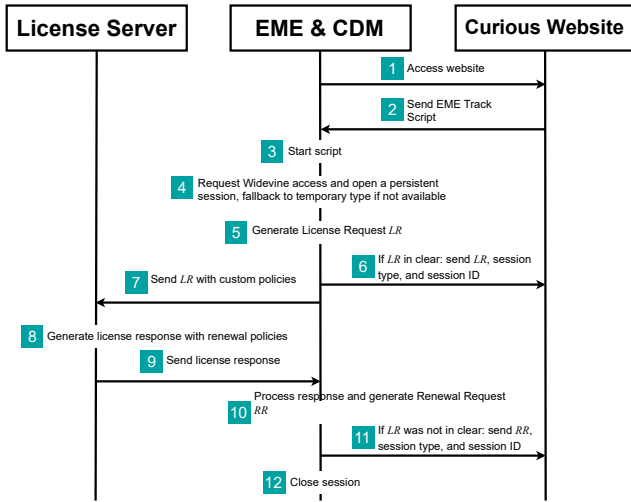 License Server
EME & CDM
Curious Website
1
Access website
2
Send EME Track
Script
3
Start script
4
Request Widevine access and open a persistent
session, fallback to temporary type if not available
5
Generate License Request LR
6
If LR in clear: send LR, session
type, and session ID
7
Send LR with custom policies
8
Generate license response with renewal policies
9
Send license response
10
Process response and generate Renewal Request
RR
11
If LR was not in clear: send RR,
session type, and session ID
12
Close session